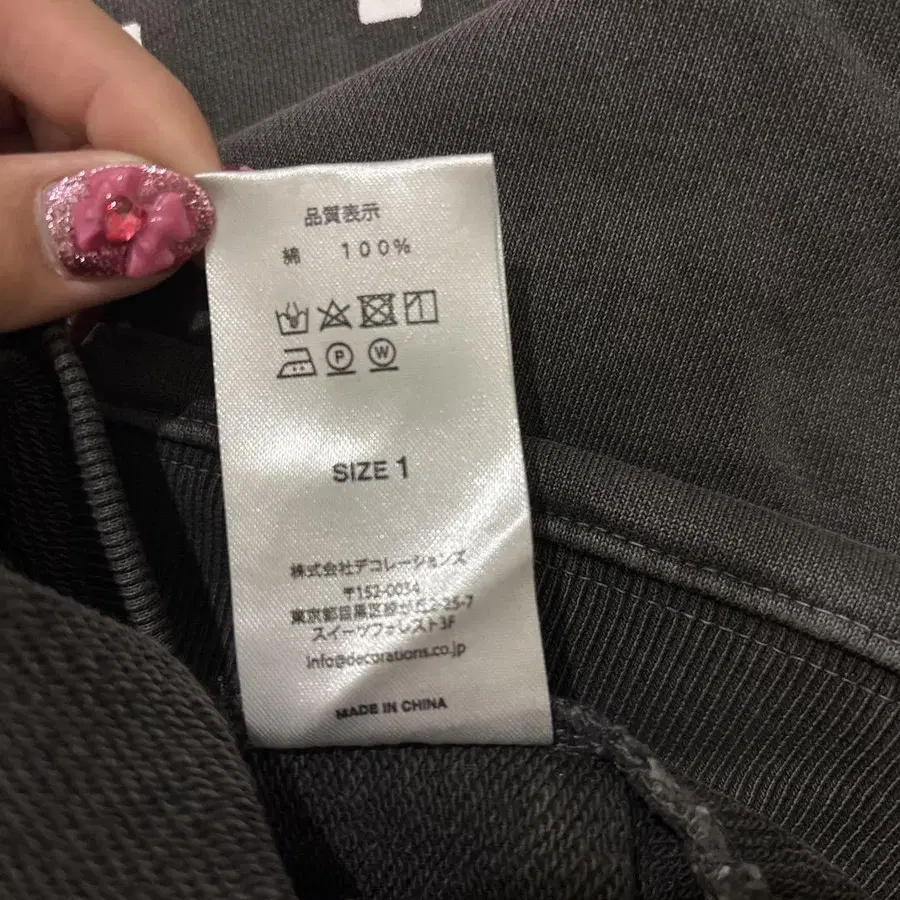 品質表示
綿 100%
P W
SIZE 1
株式会社デコレーションズ
〒152-0034
東京都目黒区緑が丘2-25-7
スイーツフォレスト3F
info@decorations.co.jp
MADE IN CHINA